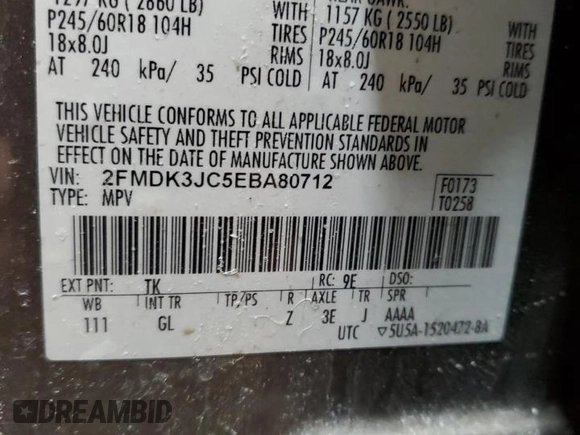 1297 KG (2860 LB) WITH
P245/60R18 104H TIRES
18x8.0J RIMS
AT 240 kPa/ 35 PSI COLD
1157 KG (2550 LB) WITH
P245/60R18 104H TIRES
18x8.0J RIMS
AT 240 kPa/ 35 PSI COLD
THIS VEHICLE CONFORMS TO ALL APPLICABLE FEDERAL MOTOR
VEHICLE SAFETY AND THEFT PREVENTION STANDARDS IN
EFFECT ON THE DATE OF MANUFACTURE SHOWN ABOVE.
VIN: 2FMDK3JC5EBA80712
TYPE: MPV
F0173
T0258
EXT PNT: TK RC: 9E DSO:
WB INT TR TP/PS R AXLE TR SPR
111 GL Z 3E J AAAA
UTC ▽5U5A-1520472-BA
DREAMBID